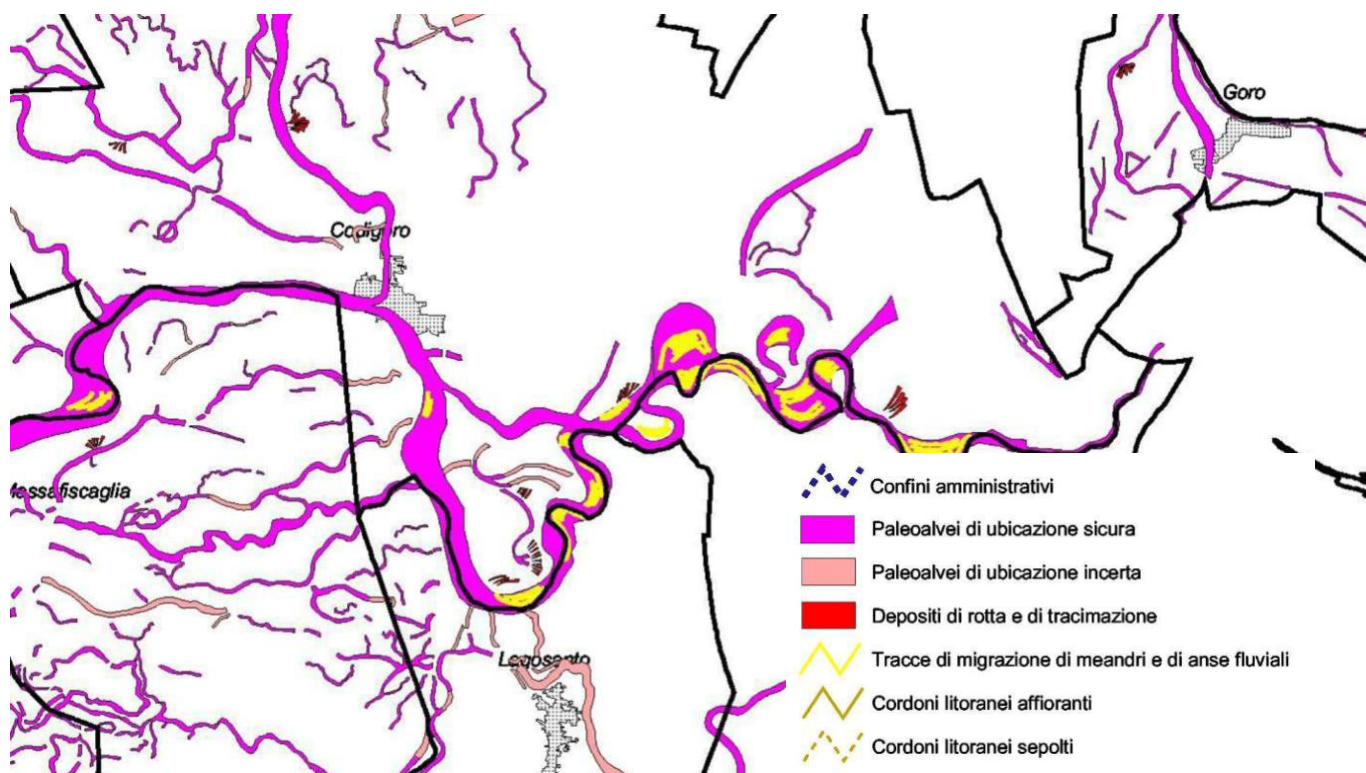 Goro
Codigoro
Massafiscaglia
Lagosanto
Confini amministrativi
Paleoalvei di ubicazione sicura
Paleoalvei di ubicazione incerta
Depositi di rotta e di tracimazione
Tracce di migrazione di meandri e di anse fluviali
Cordoni litoranei affioranti
Cordoni litoranei sepolti